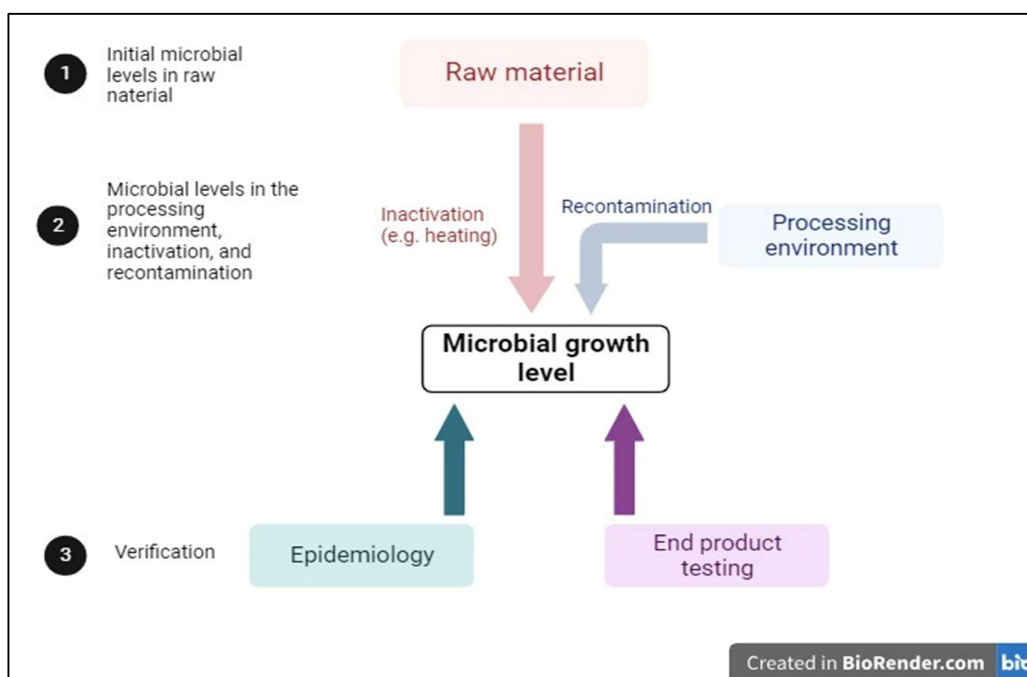 1
Initial microbial
levels in raw
naterial
Raw material
2
Microbial levels in the
processing
environment,
inactivation, and
recontamination
Inactivation
(e.g. heating)
Recontamination
Processing
environment
Microbial growth
level
3
Verification
Epidemiology
End product
testing
Created in BioRender.com bio